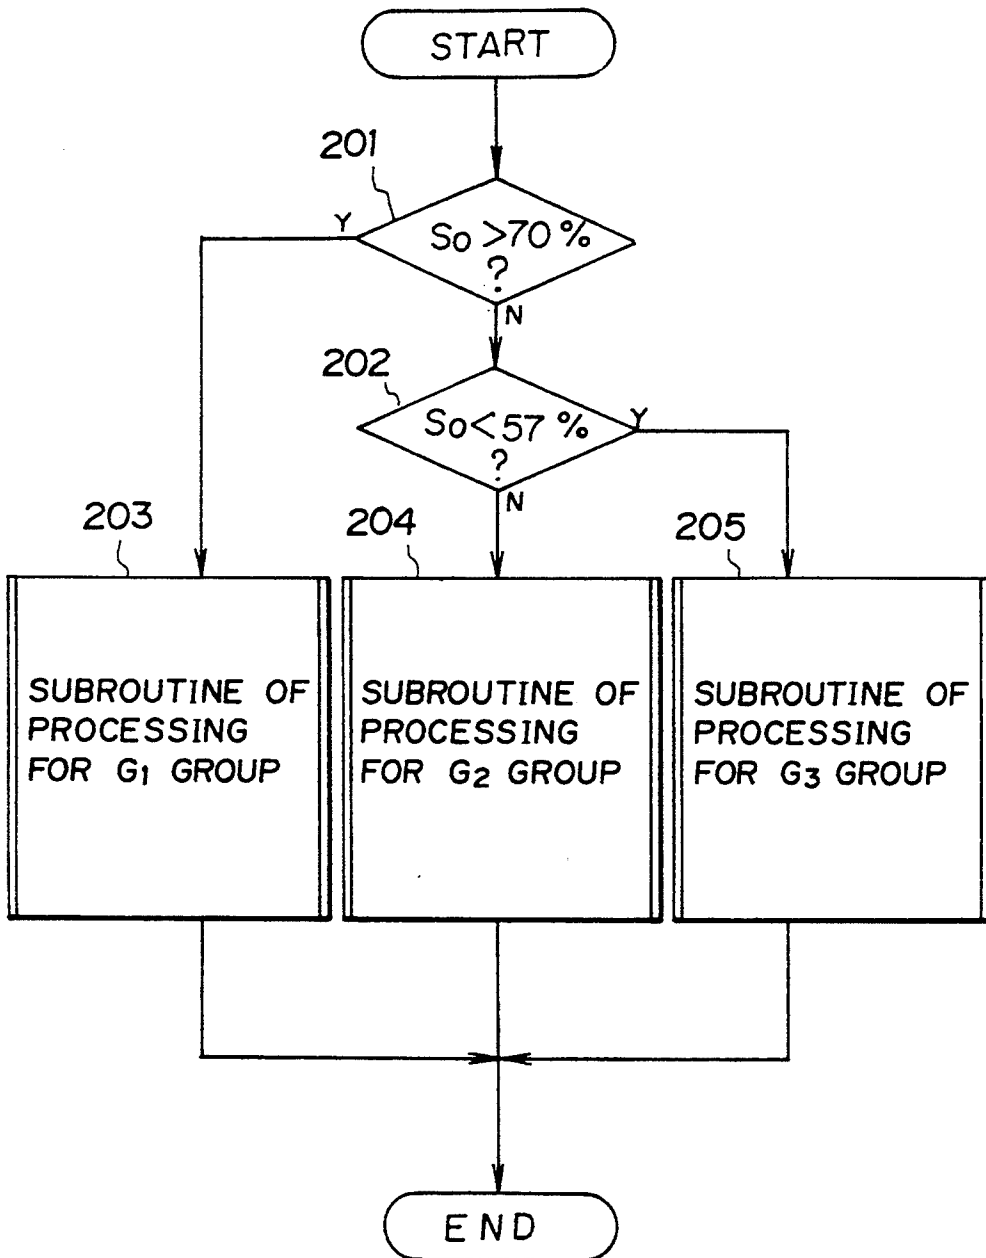 START
201
Y
So >70 %
?
N
202
So < 57 %
?
Y
N
203
204
205
SUBROUTINE OF
PROCESSING
FOR G1 GROUP
SUBROUTINE OF
PROCESSING
FOR G2 GROUP
SUBROUTINE OF
PROCESSING
FOR G3 GROUP
END